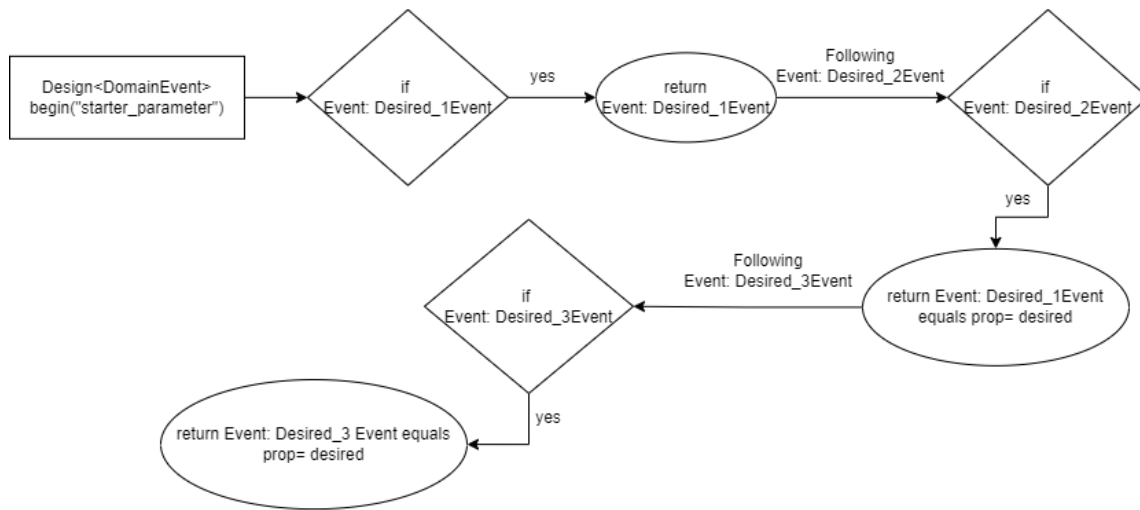 Design<DomainEvent>
begin("starter_parameter")
if
Event: Desired_1Event
yes
return
Event: Desired_1Event
Following
Event: Desired_2Event
if
Event: Desired_2Event
yes
return Event: Desired_1Event
equals prop= desired
Following
Event: Desired_3Event
if
Event: Desired_3Event
yes
return Event: Desired_3 Event equals
prop= desired